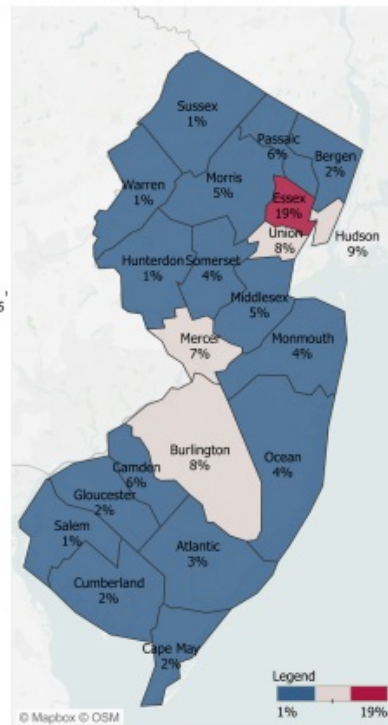 Sussex
1%
Passaic
6%
Bergen
2%
Warren
1%
Morris
5%
Essex
19%
Union
8%
Hudson
9%
Hunterdon
1%
Somerset
4%
Middlesex
5%
Mercer
7%
Monmouth
4%
Burlington
8%
Ocean
4%
Camden
6%
Gloucester
2%
Salem
1%
Atlantic
3%
Cumberland
2%
Cape May
2%
Legend
1% 19%
© Mapbox © OSM